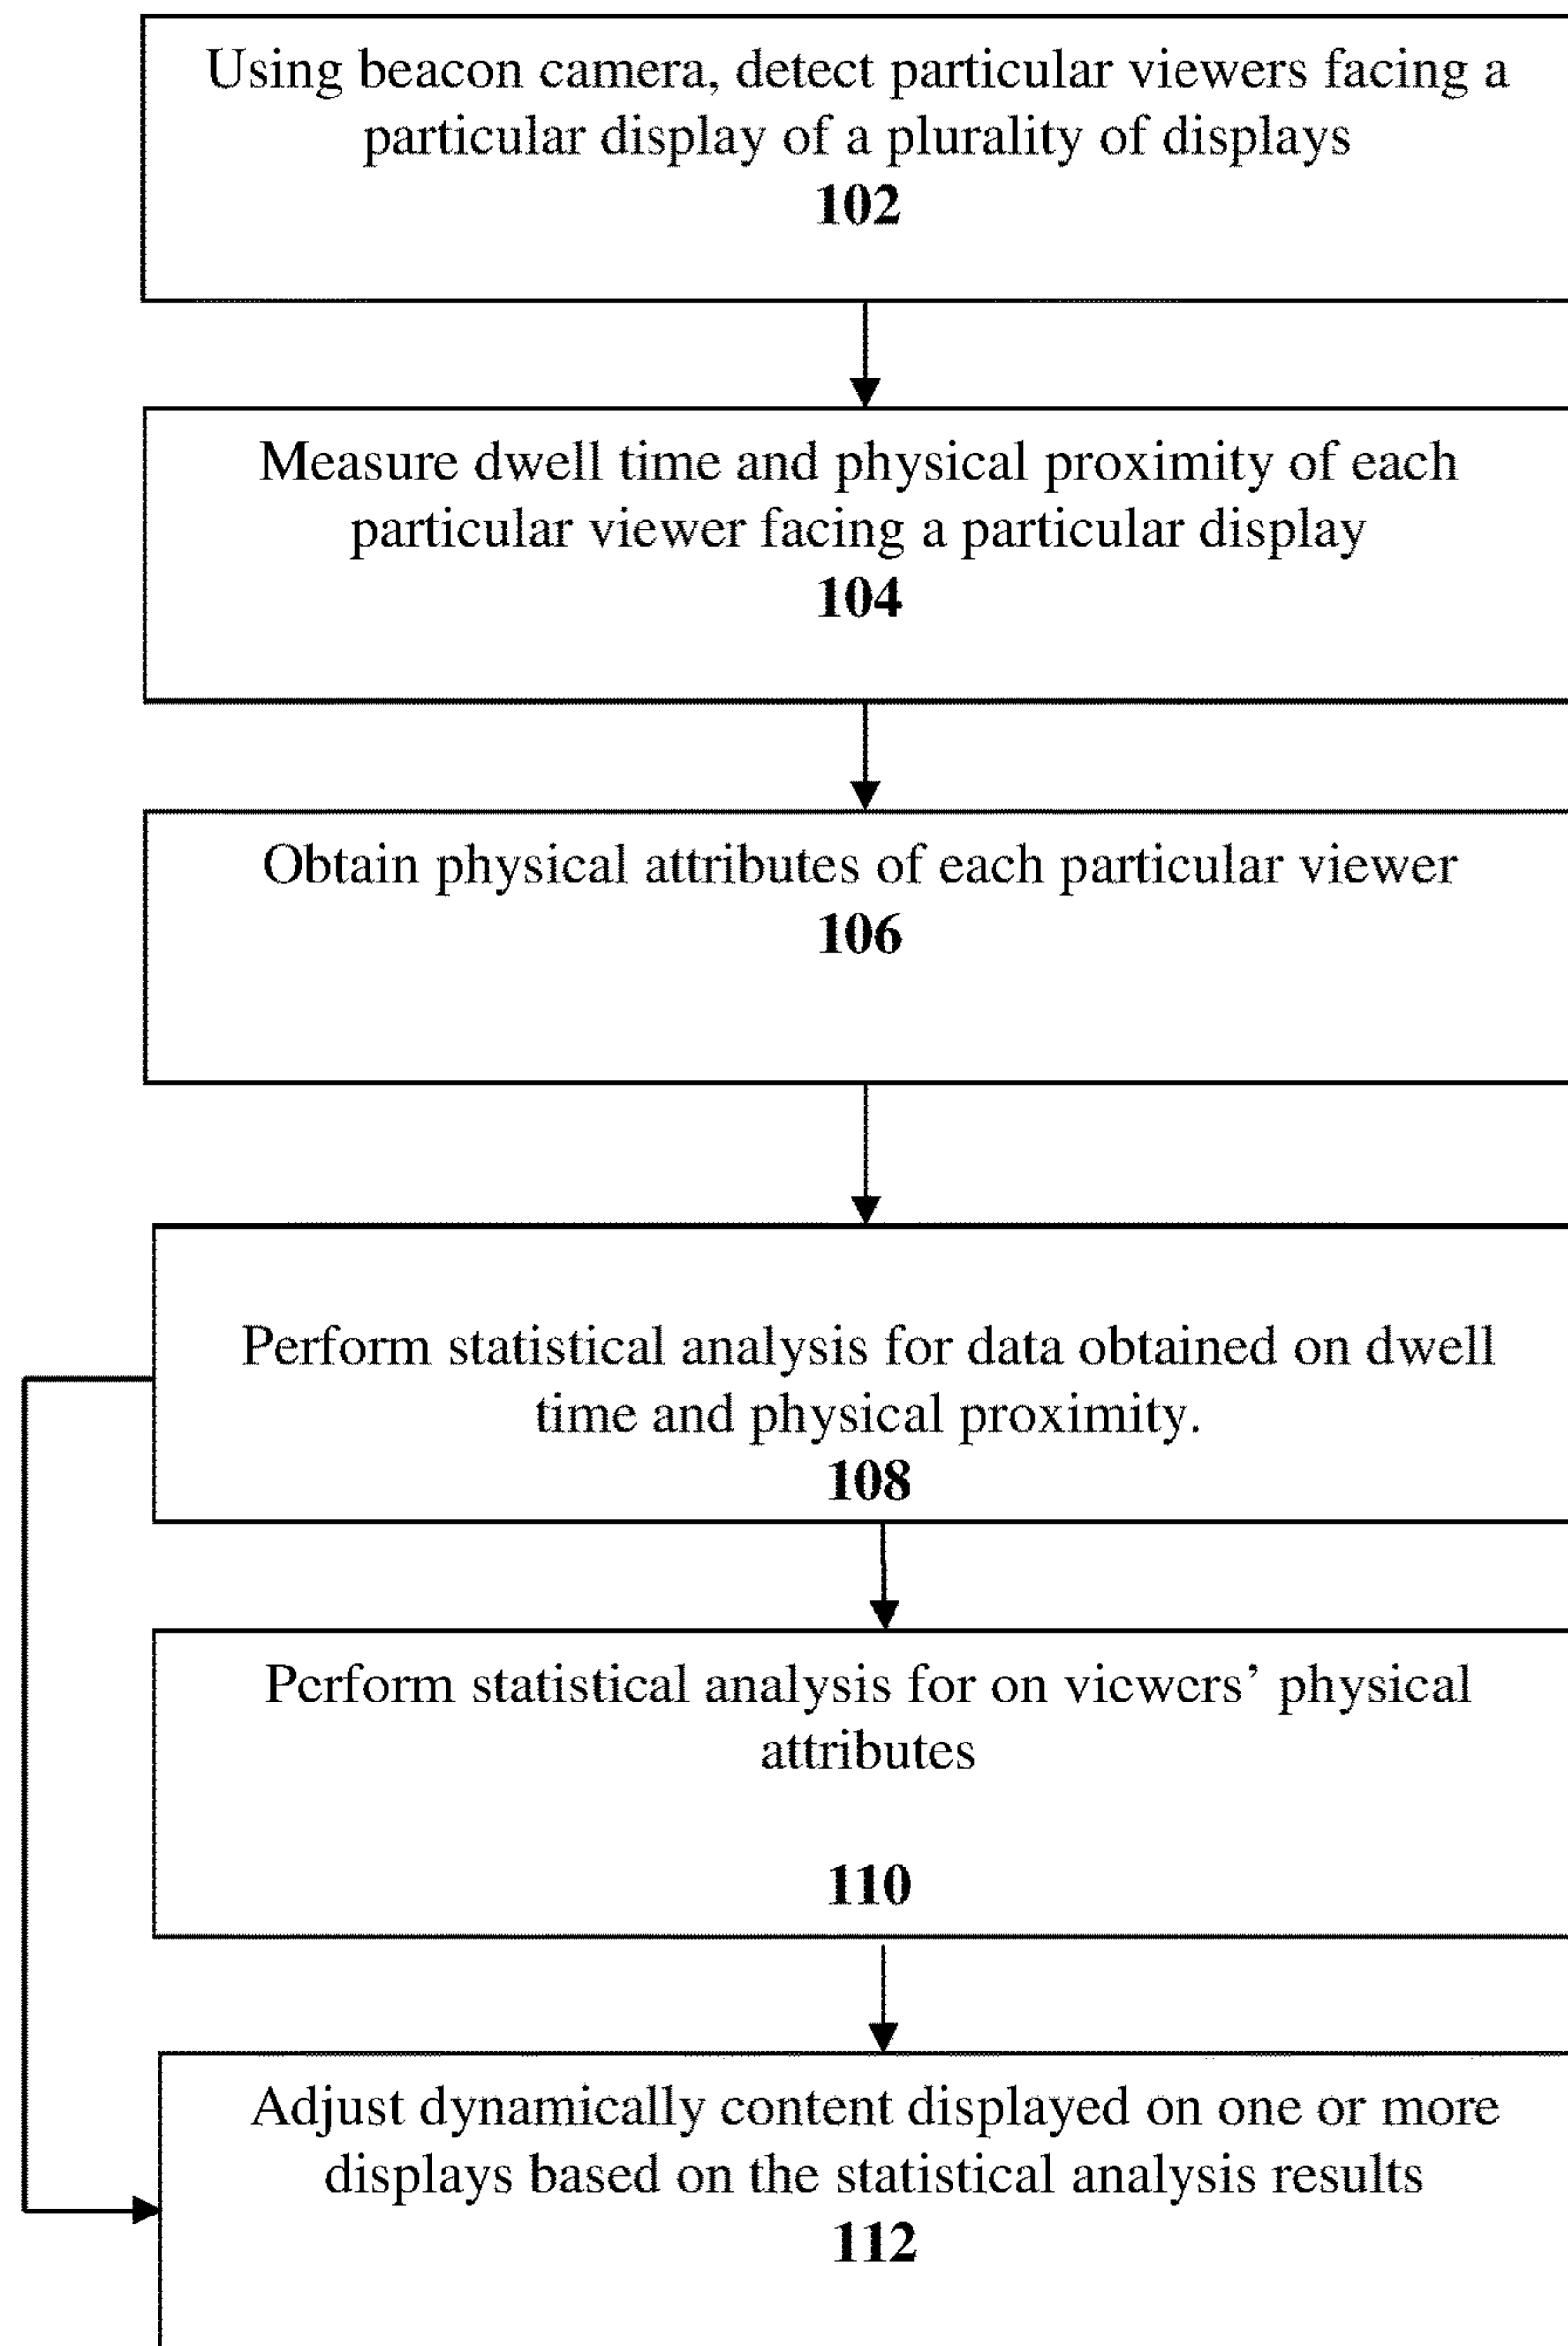 Using beacon camera, detect particular viewers facing a
particular display of a plurality of displays
102
Measure dwell time and physical proximity of each
particular viewer facing a particular display
104
Obtain physical attributes of each particular viewer
106
Perform statistical analysis for data obtained on dwell
time and physical proximity.
108
Perform statistical analysis for on viewers’ physical
attributes
110
Adjust dynamically content displayed on one or more
displays based on the statistical analysis results
112